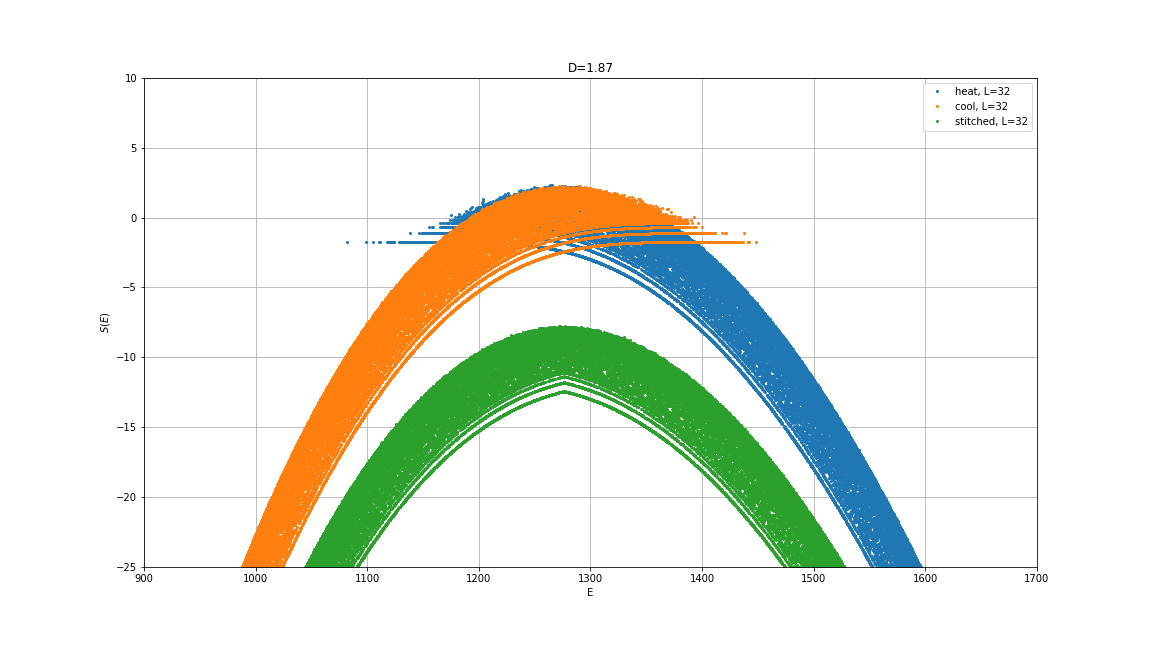 D=1.87
heat, L=32
cool, L=32
stitched, L=32
10
5
0
−5
−10
−15
−20
−25
S(E)
900 1000 1100 1200 1300 1400 1500 1600 1700
E